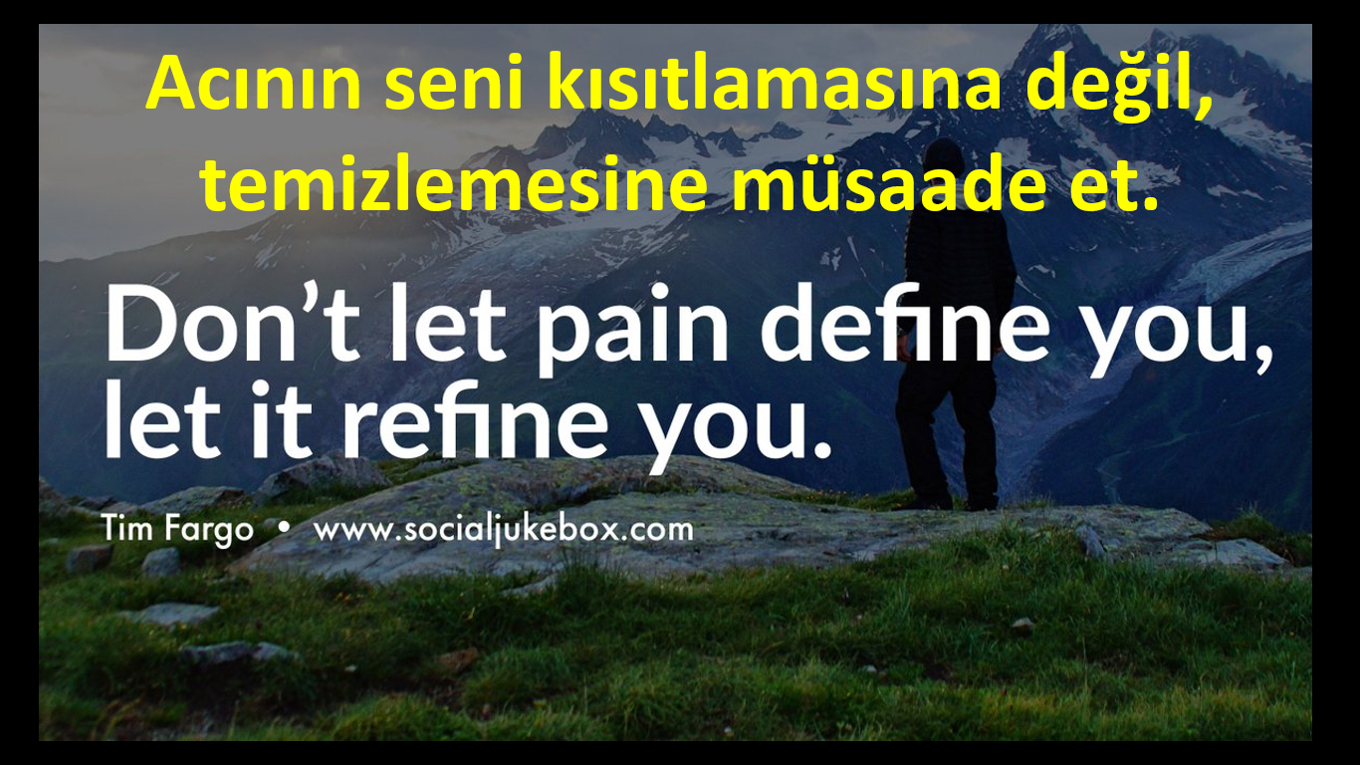 Acının seni kısıtlamasına değil,
temizlemesine müsaade et.
Don’t let pain define you,
let it refine you.
Tim Fargo • www.socialjukebox.com